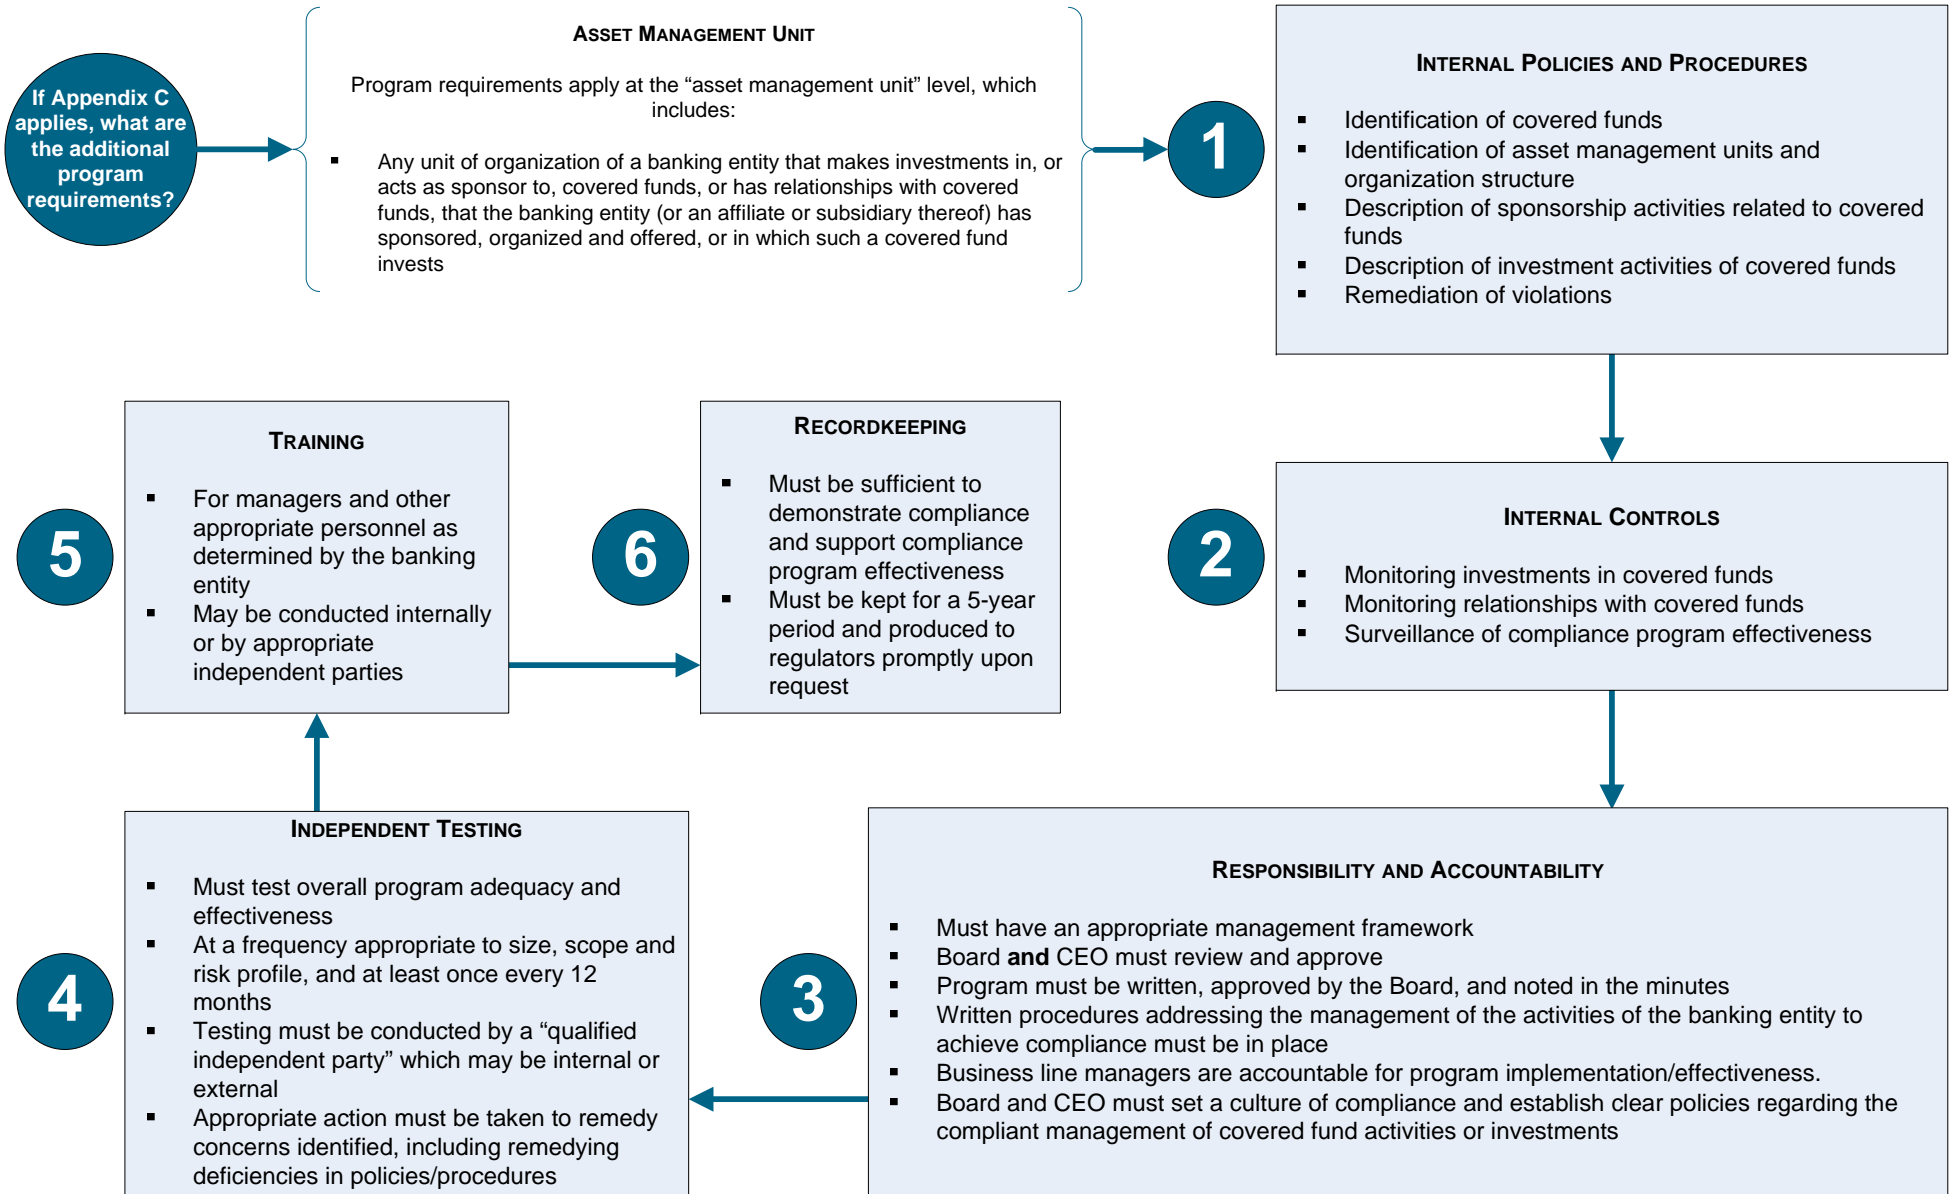 If Appendix C
applies, what are
the additional
program
requirements?
ASSET MANAGEMENT UNIT
Program requirements apply at the “asset management unit” level, which
includes:
▪ Any unit of organization of a banking entity that makes investments in, or
acts as sponsor to, covered funds, or has relationships with covered
funds, that the banking entity (or an affiliate or subsidiary thereof) has
sponsored, organized and offered, or in which such a covered fund
invests
1
INTERNAL POLICIES AND PROCEDURES
▪ Identification of covered funds
▪ Identification of asset management units and
organization structure
▪ Description of sponsorship activities related to covered
funds
▪ Description of investment activities of covered funds
▪ Remediation of violations
2
INTERNAL CONTROLS
▪ Monitoring investments in covered funds
▪ Monitoring relationships with covered funds
▪ Surveillance of compliance program effectiveness
3
RESPONSIBILITY AND ACCOUNTABILITY
▪ Must have an appropriate management framework
▪ Board and CEO must review and approve
▪ Program must be written, approved by the Board, and noted in the minutes
▪ Written procedures addressing the management of the activities of the banking entity to
achieve compliance must be in place
▪ Business line managers are accountable for program implementation/effectiveness.
▪ Board and CEO must set a culture of compliance and establish clear policies regarding the
compliant management of covered fund activities or investments
4
INDEPENDENT TESTING
▪ Must test overall program adequacy and
effectiveness
▪ At a frequency appropriate to size, scope and
risk profile, and at least once every 12
months
▪ Testing must be conducted by a “qualified
independent party” which may be internal or
external
▪ Appropriate action must be taken to remedy
concerns identified, including remedying
deficiencies in policies/procedures
5
TRAINING
▪ For managers and other
appropriate personnel as
determined by the banking
entity
▪ May be conducted internally
or by appropriate
independent parties
6
RECORDKEEPING
▪ Must be sufficient to
demonstrate compliance
and support compliance
program effectiveness
▪ Must be kept for a 5-year
period and produced to
regulators promptly upon
request